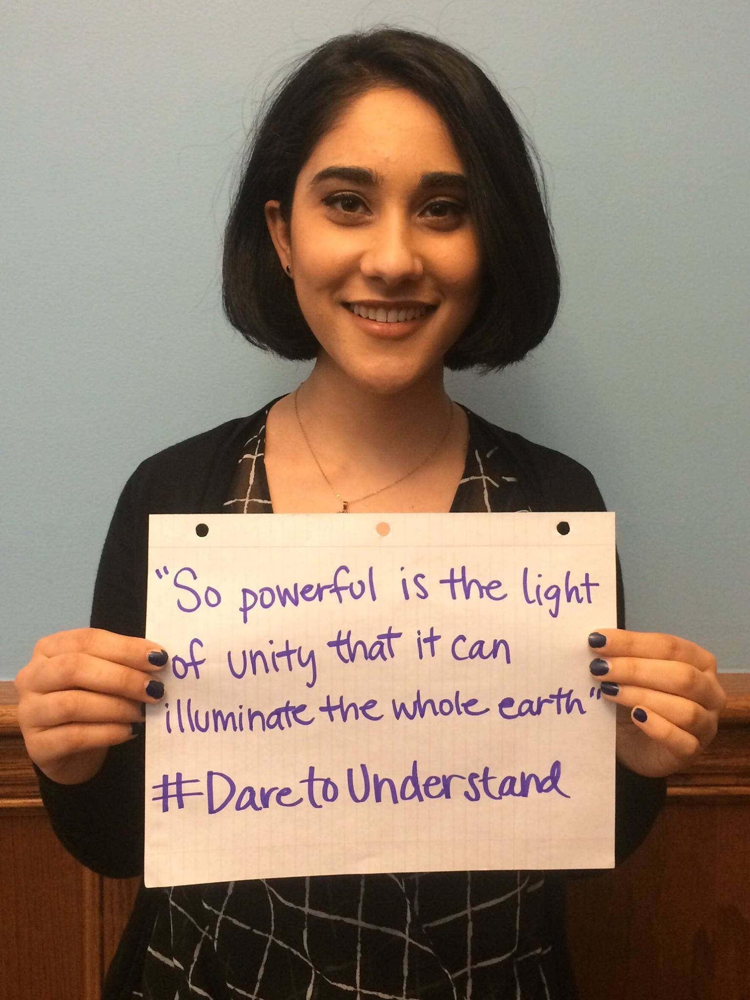 "So powerful is the light
of unity that it can
illuminate the whole earth"
#DaretoUnderstand